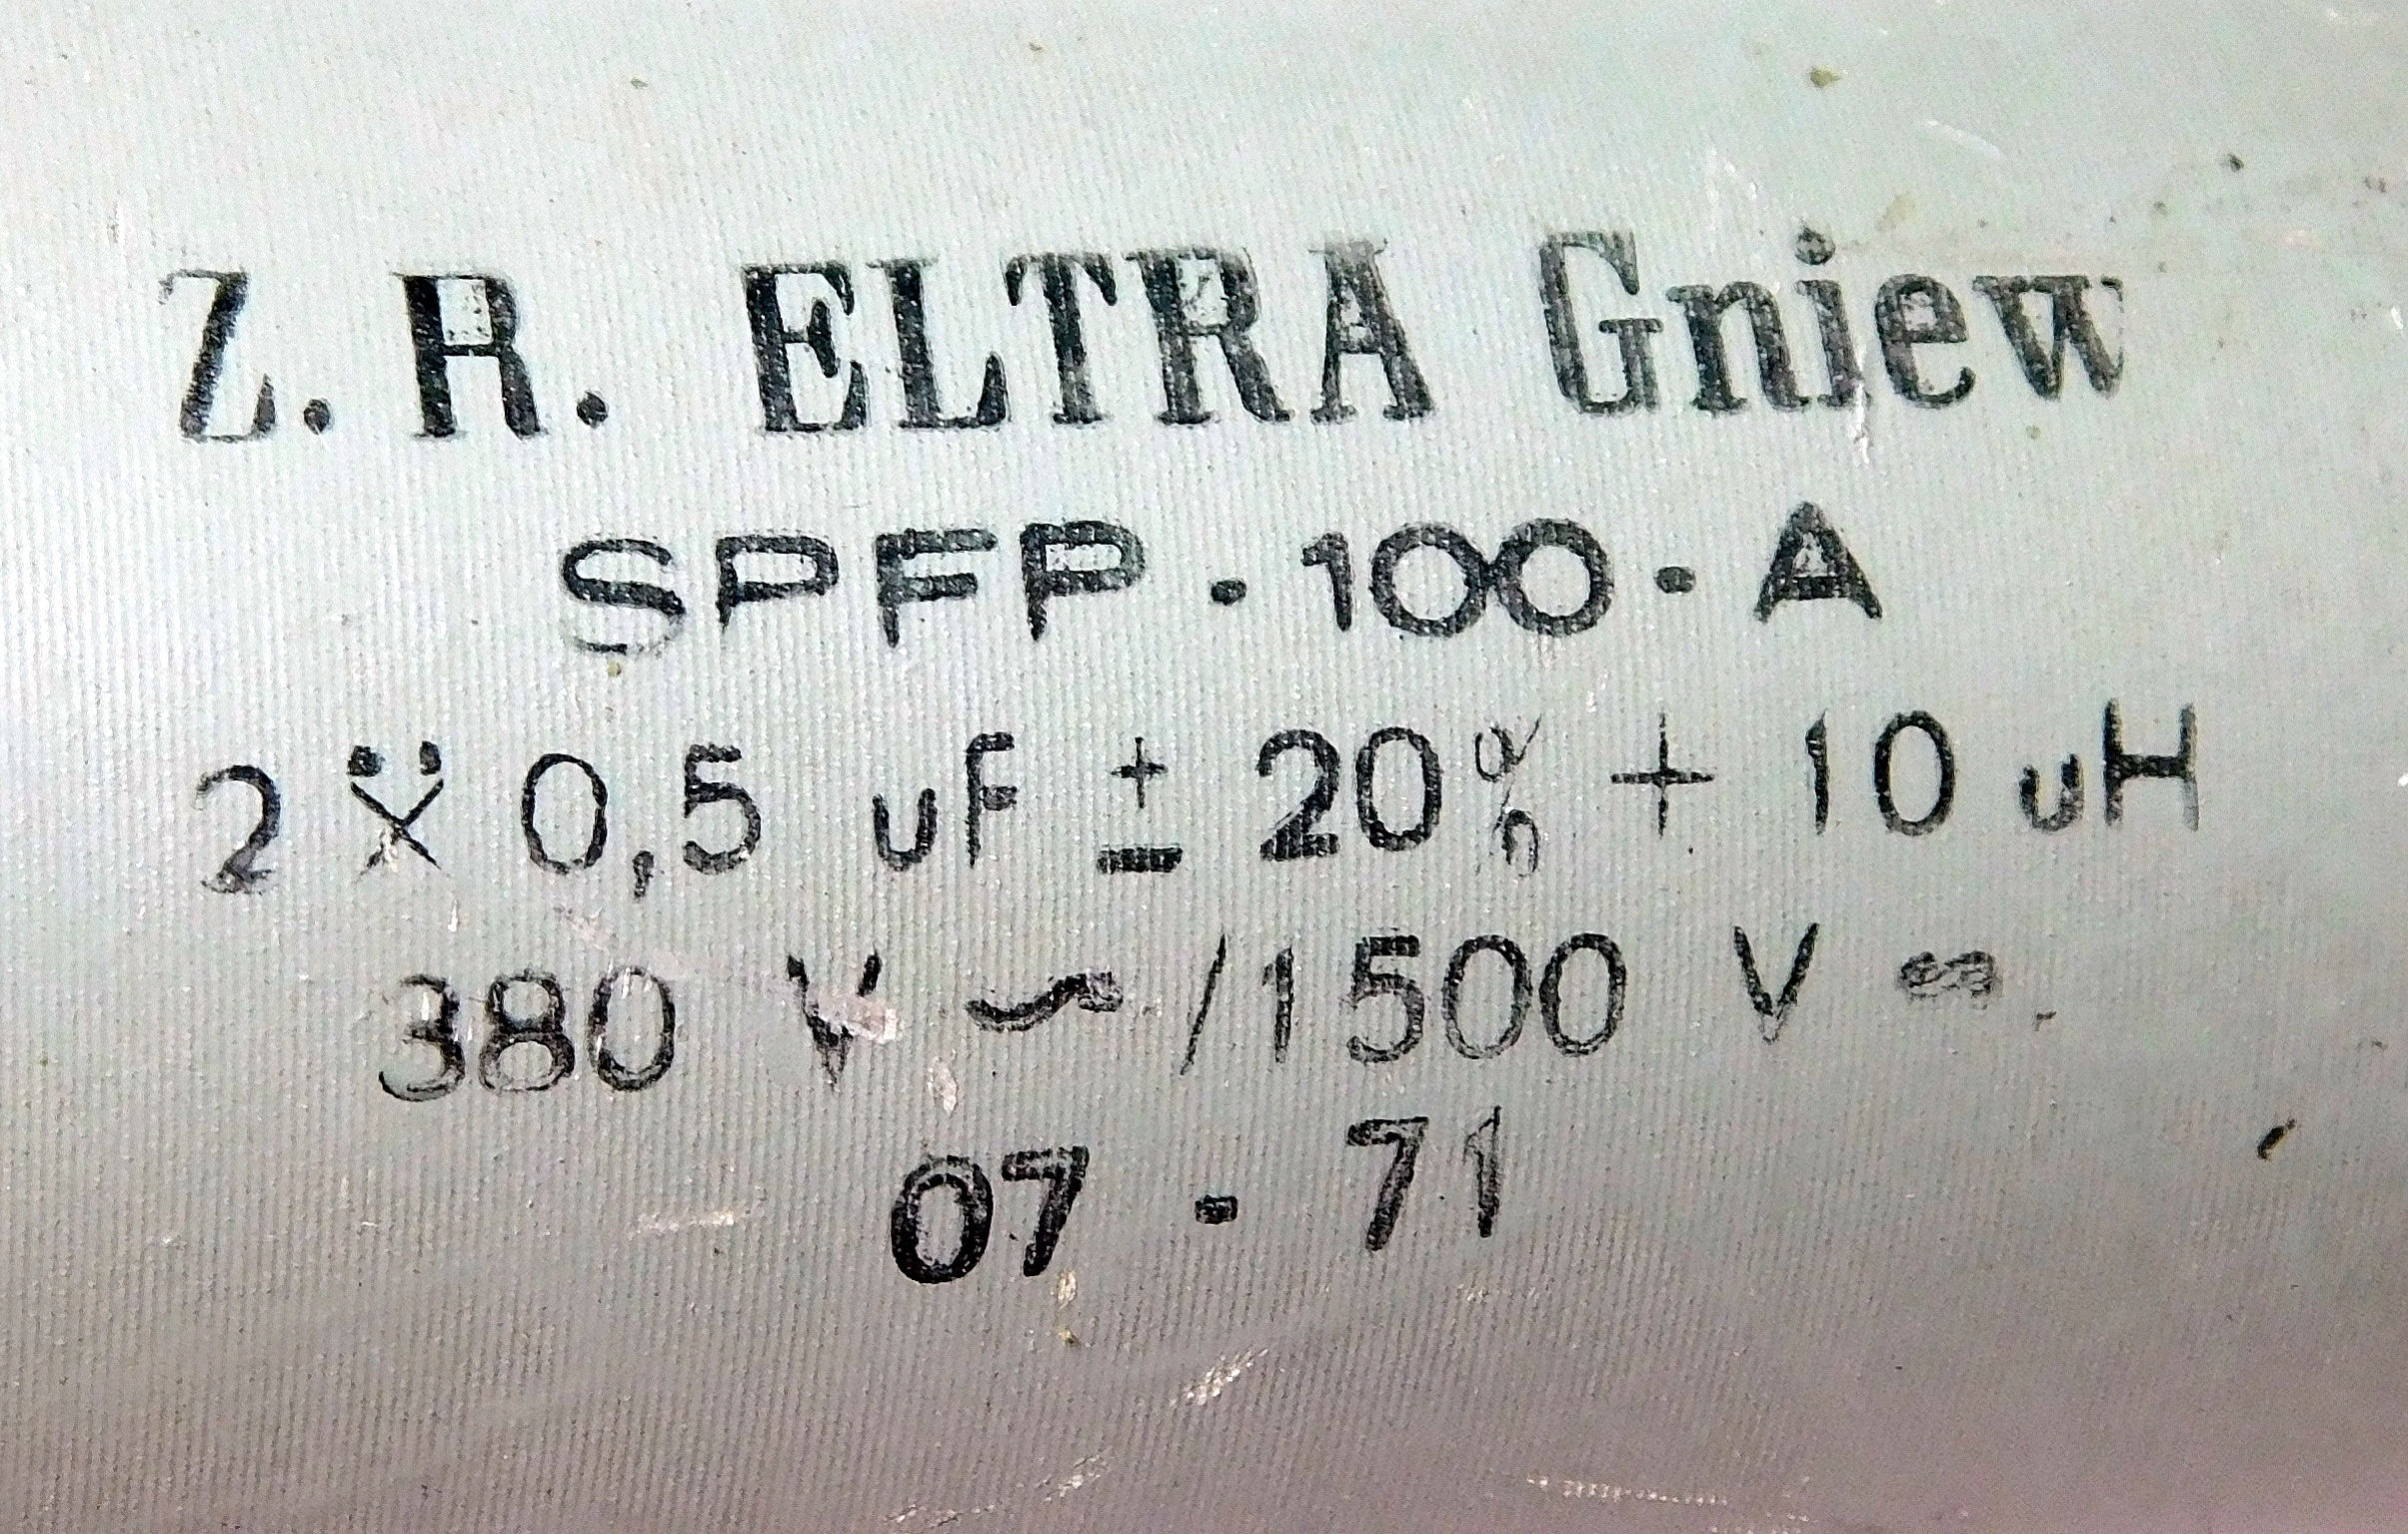 Z. R. ELTRA Gniew
SPFP · 100 · A
2 ẍ 0,5 uF ± 20% + 10 uH
380 V ~ /1500 V ~
07 - 71